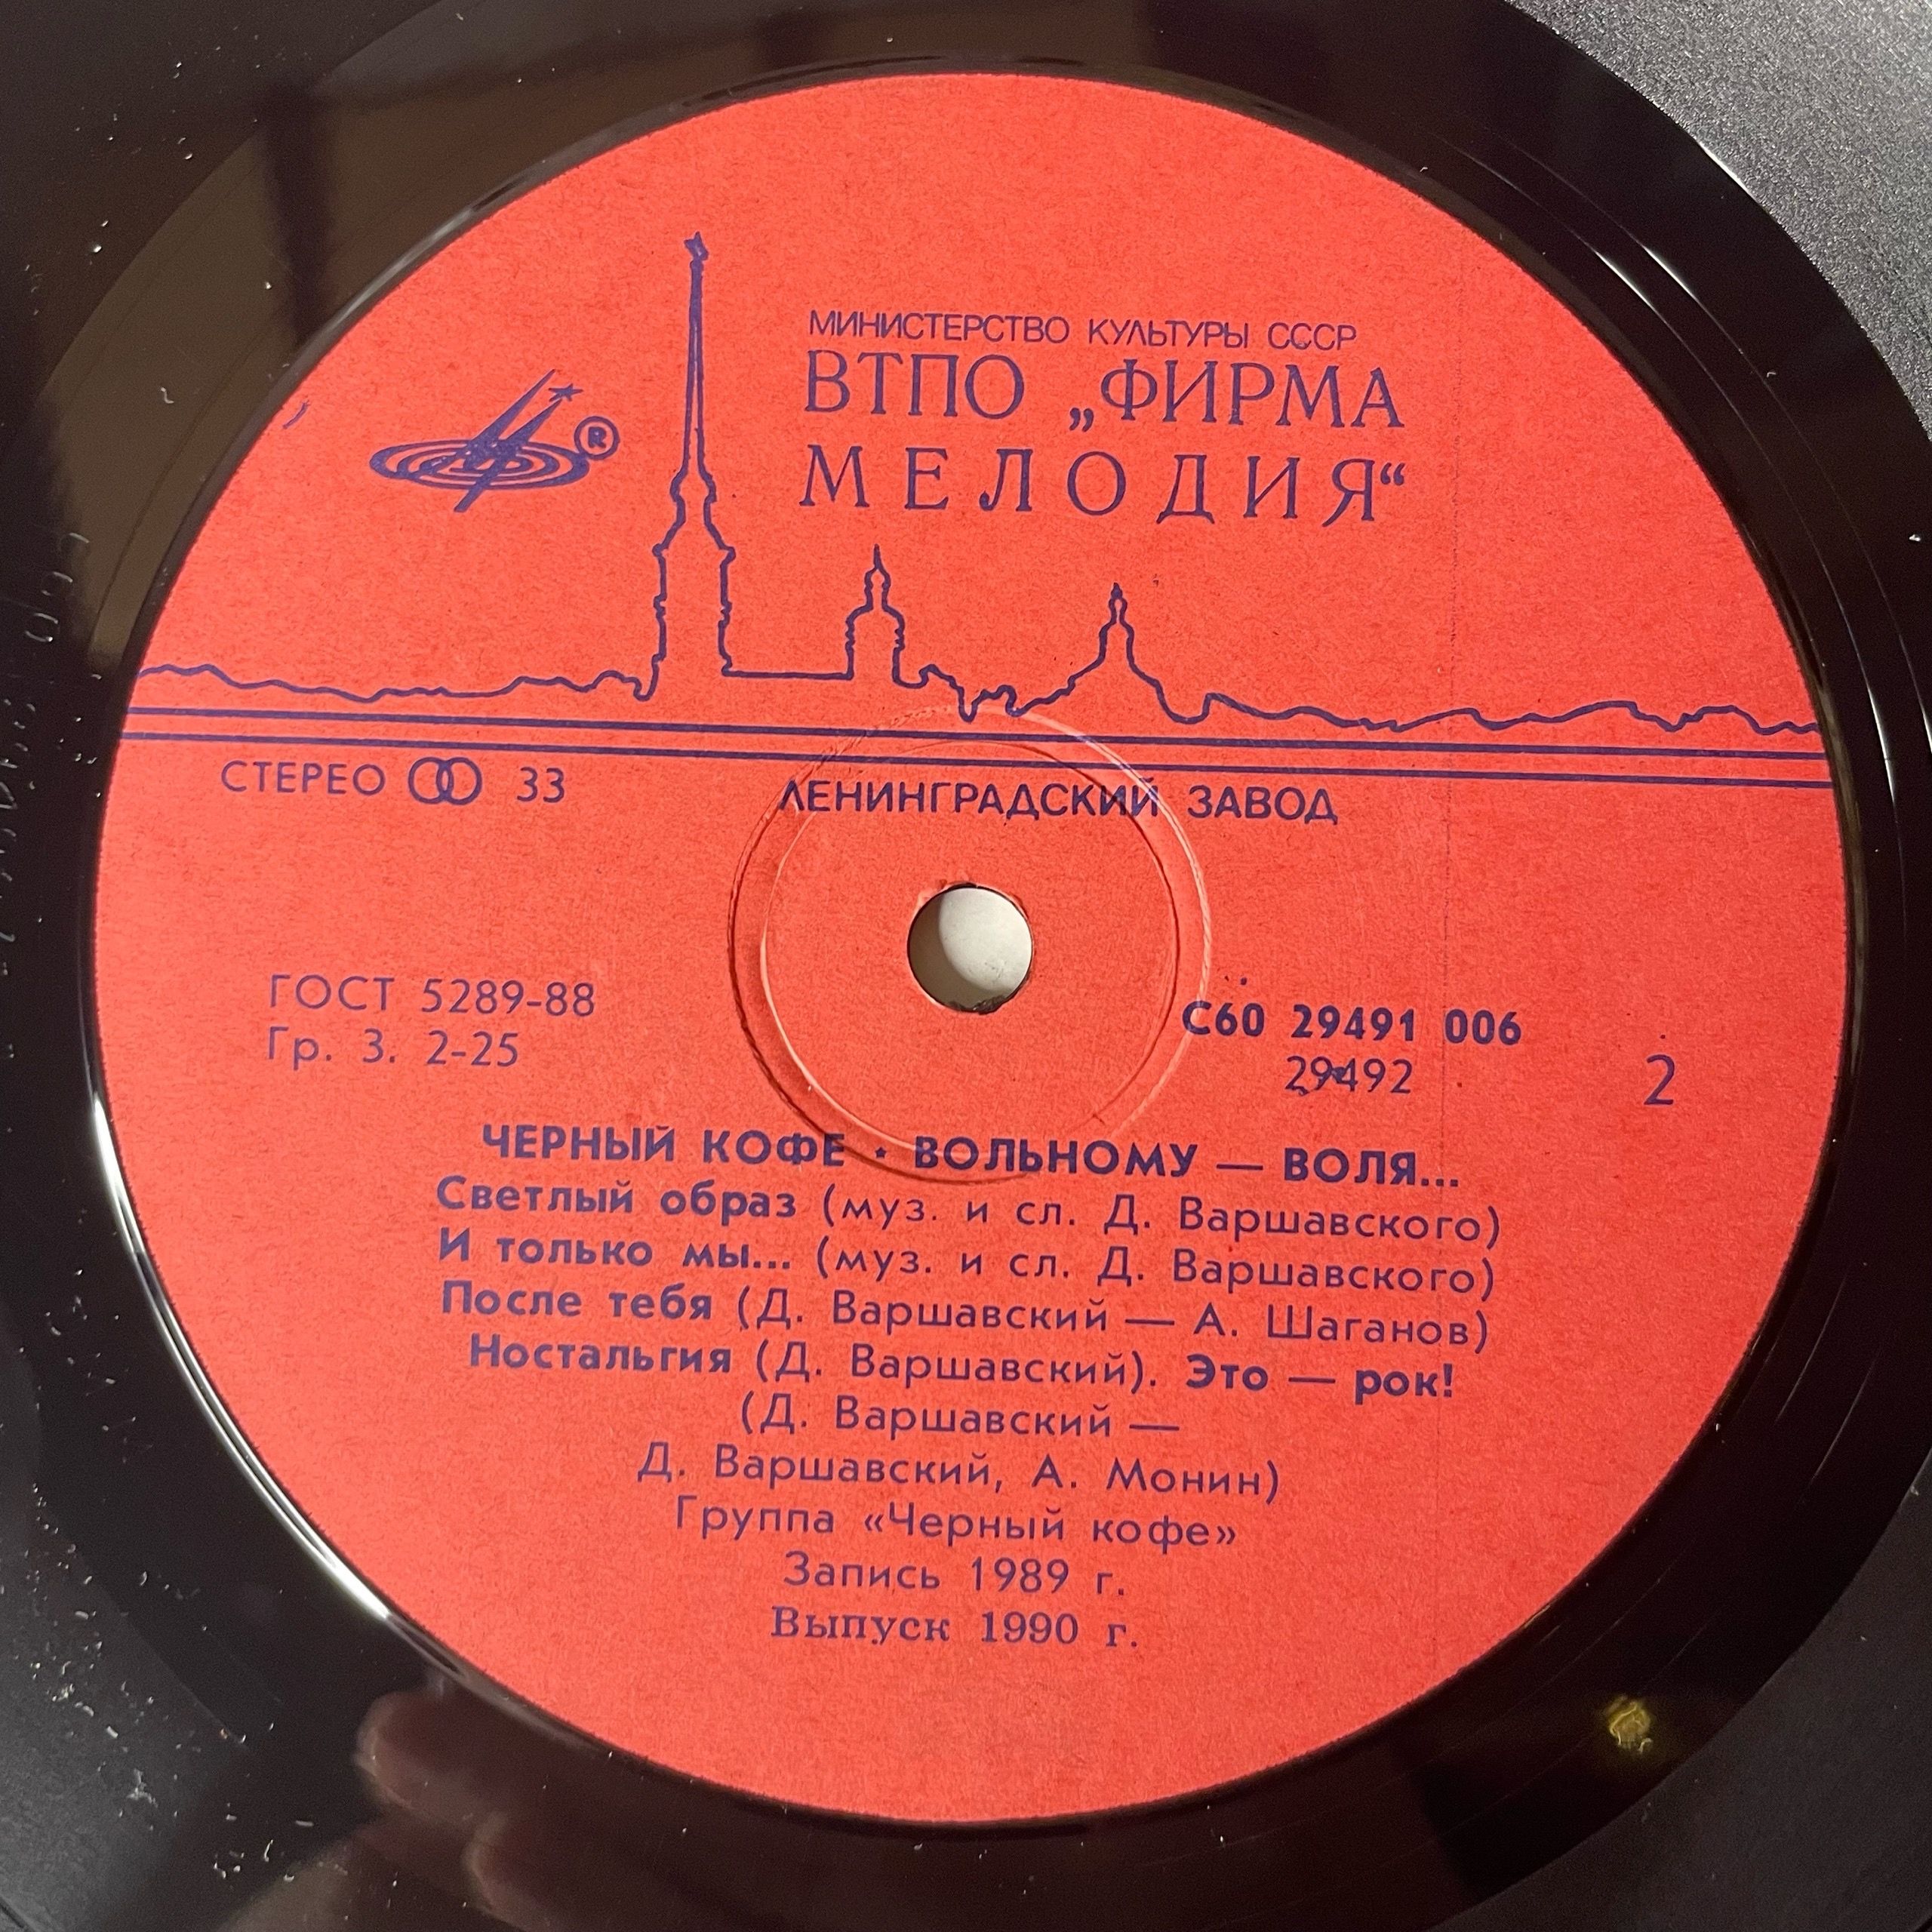 МИНИСТЕРСТВО КУЛЬТУРЫ СССР
ВТПО „ФИРМА
МЕЛОДИЯ“
®
СТЕРЕО 33
ЛЕНИНГРАДСКИЙ ЗАВОД
ГОСТ 5289-88
Гр. 3. 2-25
С60 29491 006
29492
2
ЧЕРНЫЙ КОФЕ • ВОЛЬНОМУ — ВОЛЯ...
Светлый образ (муз. и сл. Д. Варшавского)
И только мы... (муз. и сл. Д. Варшавского)
После тебя (Д. Варшавский — А. Шаганов)
Ностальгия (Д. Варшавский). Это — рок!
(Д. Варшавский —
Д. Варшавский, А. Монин)
Группа «Черный кофе»
Запись 1989 г.
Выпуск 1990 г.